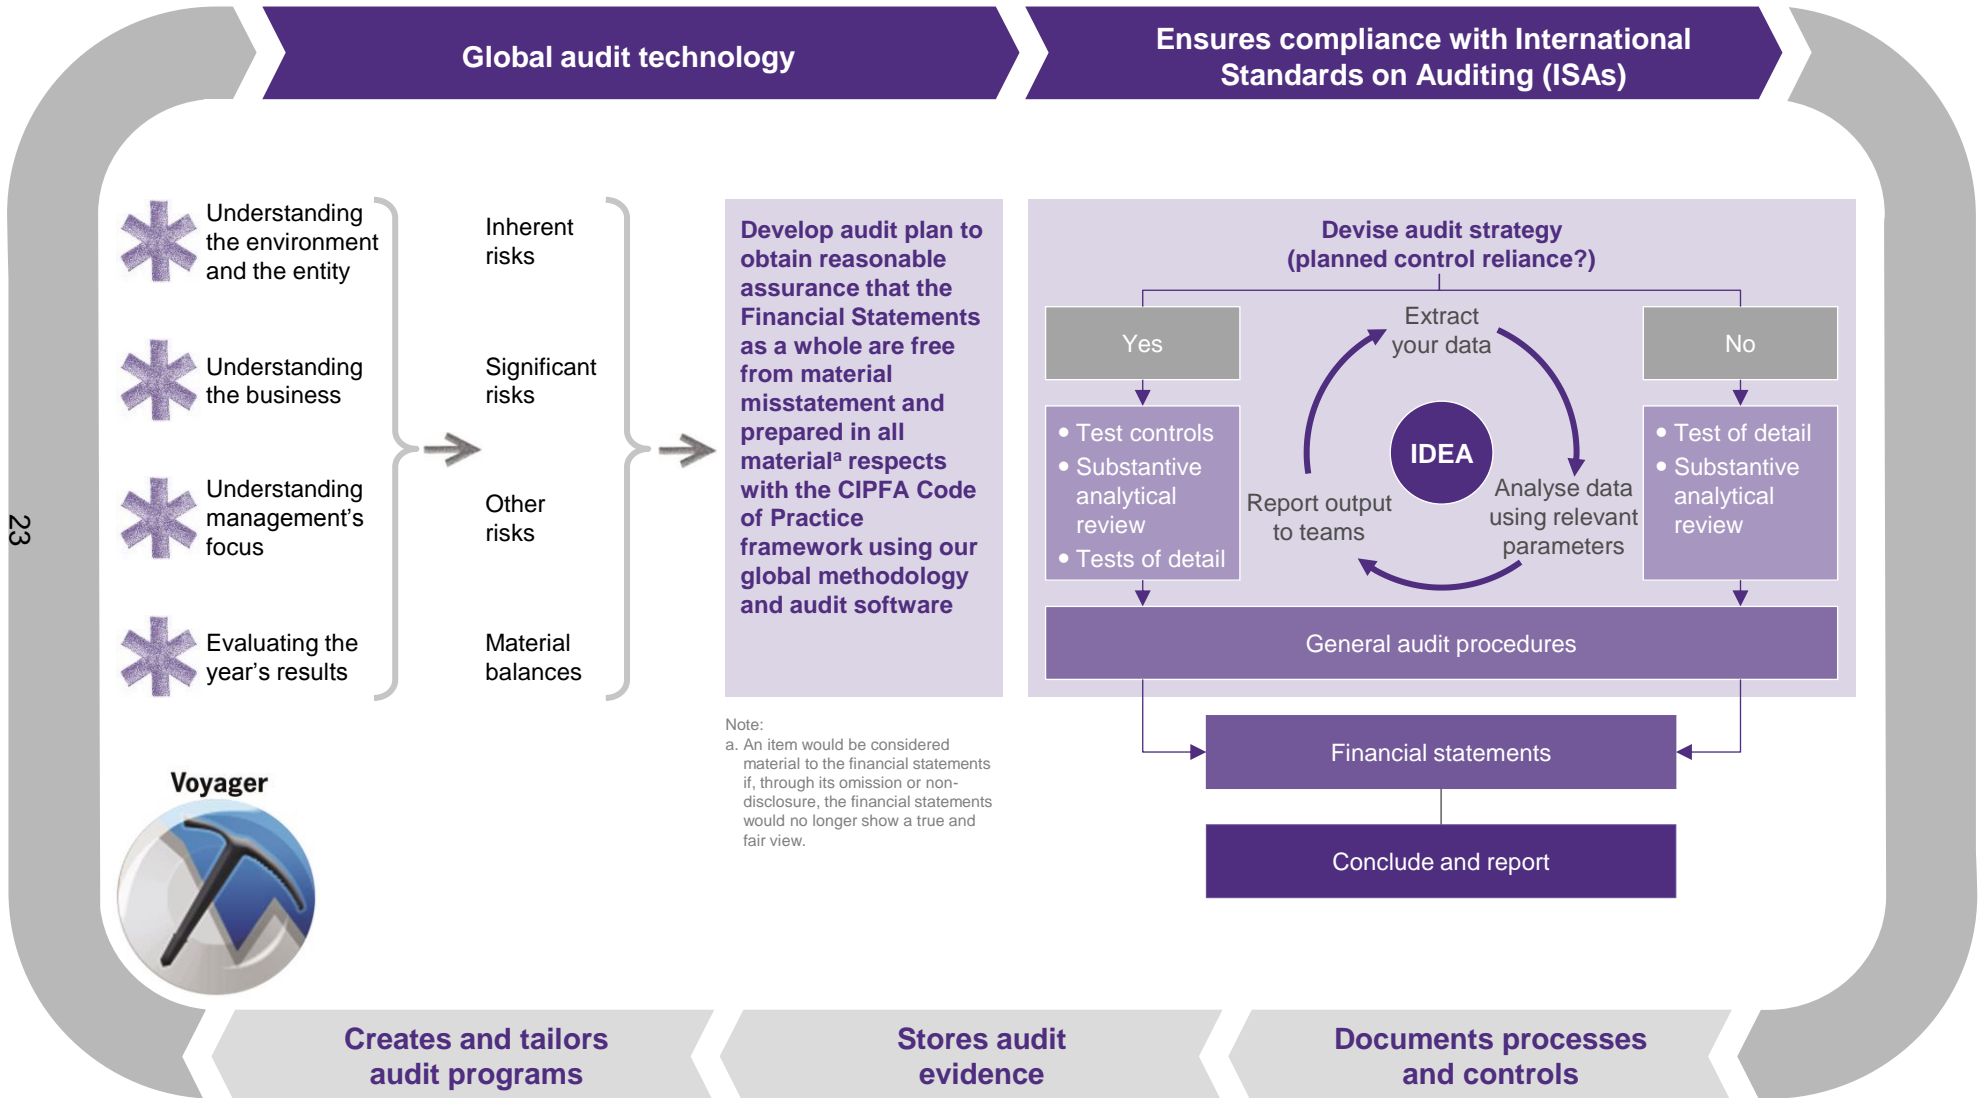 Global audit technology
Ensures compliance with International
Standards on Auditing (ISAs)
Understanding
the environment
and the entity
Understanding
the business
Understanding
management’s
focus
Evaluating the
year’s results
Inherent
risks
Significant
risks
Other
risks
Material
balances
Develop audit plan to
obtain reasonable
assurance that the
Financial Statements
as a whole are free
from material
misstatement and
prepared in all
materialᵃ respects
with the CIPFA Code
of Practice
framework using our
global methodology
and audit software
Note:
a. An item would be considered
material to the financial statements
if, through its omission or non-
disclosure, the financial statements
would no longer show a true and
fair view.
Devise audit strategy
(planned control reliance?)
Yes
• Test controls
• Substantive
analytical
review
• Tests of detail
Extract
your data
IDEA
Analyse data
using relevant
parameters
Report output
to teams
No
• Test of detail
• Substantive
analytical
review
General audit procedures
Financial statements
Conclude and report
Voyager
Creates and tailors
audit programs
Stores audit
evidence
Documents processes
and controls
23